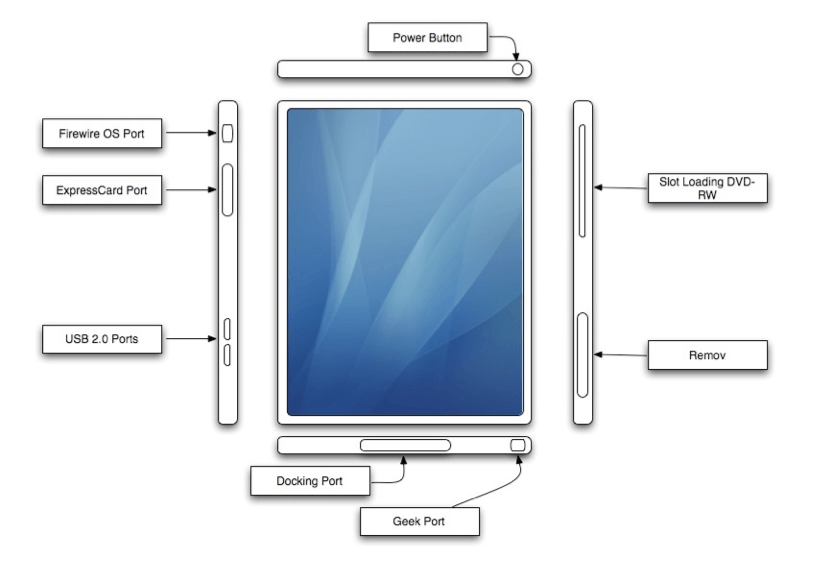 Power Button
Firewire OS Port
ExpressCard Port
Slot Loading DVD-
RW
USB 2.0 Ports
Remov
Docking Port
Geek Port